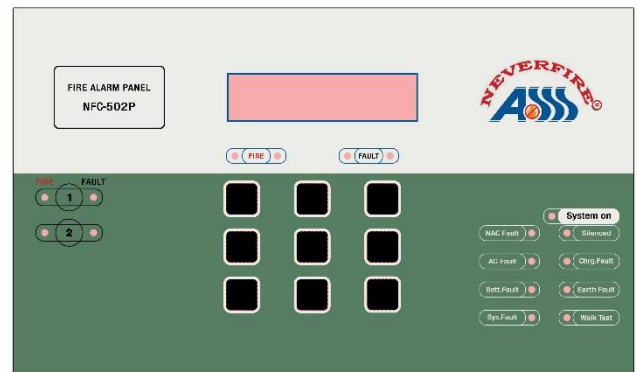 FIRE ALARM PANEL
NFC-502P
NEVERFIRE®
ASSS
FIRE
FAULT
FIRE FAULT
1
2
System on
NAC Fault
Silenced
AC Fault
Chrg.Fault
Batt.Fault
Earth Fault
Sys.Fault
Walk Test